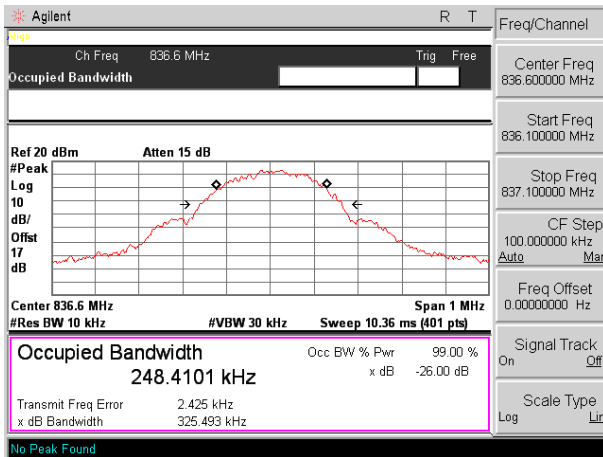 Agilent R T
Align
Ch Freq 836.6 MHz Trig Free
Occupied Bandwidth
Ref 20 dBm Atten 15 dB
#Peak
Log
10
dB/
Offst
17
dB
Center 836.6 MHz Span 1 MHz
#Res BW 10 kHz #VBW 30 kHz Sweep 10.36 ms (401 pts)
Occupied Bandwidth Occ BW % Pwr 99.00 %
248.4101 kHz x dB -26.00 dB
Transmit Freq Error 2.425 kHz
x dB Bandwidth 325.493 kHz
No Peak Found
Freq/Channel
Center Freq
836.600000 MHz
Start Freq
836.100000 MHz
Stop Freq
837.100000 MHz
CF Step
100.000000 kHz
Auto Mar
Freq Offset
0.00000000 Hz
Signal Track
On Off
Scale Type
Log Lin